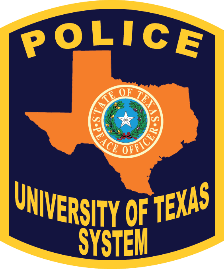 POLICE
STATE OF TEXAS
PEACE OFFICER
UNIVERSITY OF TEXAS
SYSTEM